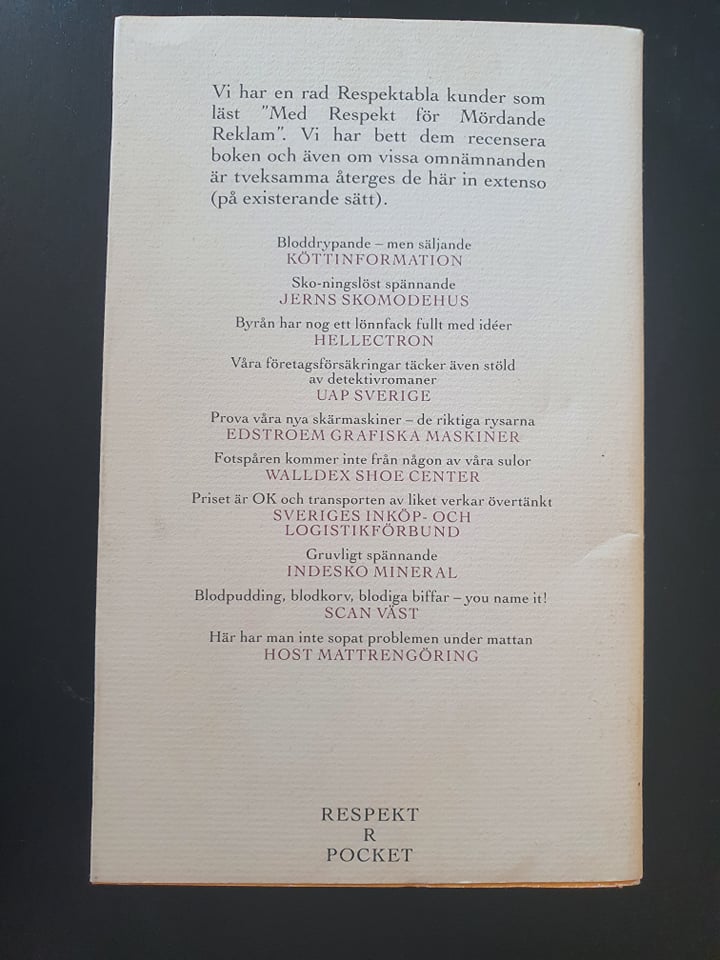 Vi har en rad Respektabla kunder som
läst "Med Respekt för Mördande
Reklam". Vi har bett dem recensera
boken och även om vissa omnämnanden
är tveksamma återges de här in extenso
(på existerande sätt).
Bloddrypande – men säljande
KÖTTINFORMATION
Sko-ningslöst spännande
JERNS SKOMODEHUS
Byrån har nog ett lönnfack fullt med idéer
HELLECTRON
Våra företagsförsäkringar täcker även stöld
av detektivromaner
UAP SVERIGE
Prova våra nya skärmaskiner – de riktiga rysarna
EDSTROEM GRAFISKA MASKINER
Fotspåren kommer inte från någon av våra sulor
WALLDEX SHOE CENTER
Priset är OK och transporten av liket verkar övertänkt
SVERIGES INKÖP- OCH
LOGISTIKFÖRBUND
Gruvligt spännande
INDESKO MINERAL
Blodpudding, blodkorv, blodiga biffar – you name it!
SCAN VÄST
Här har man inte sopat problemen under mattan
HOST MATTRENGÖRING
RESPEKT
R
POCKET